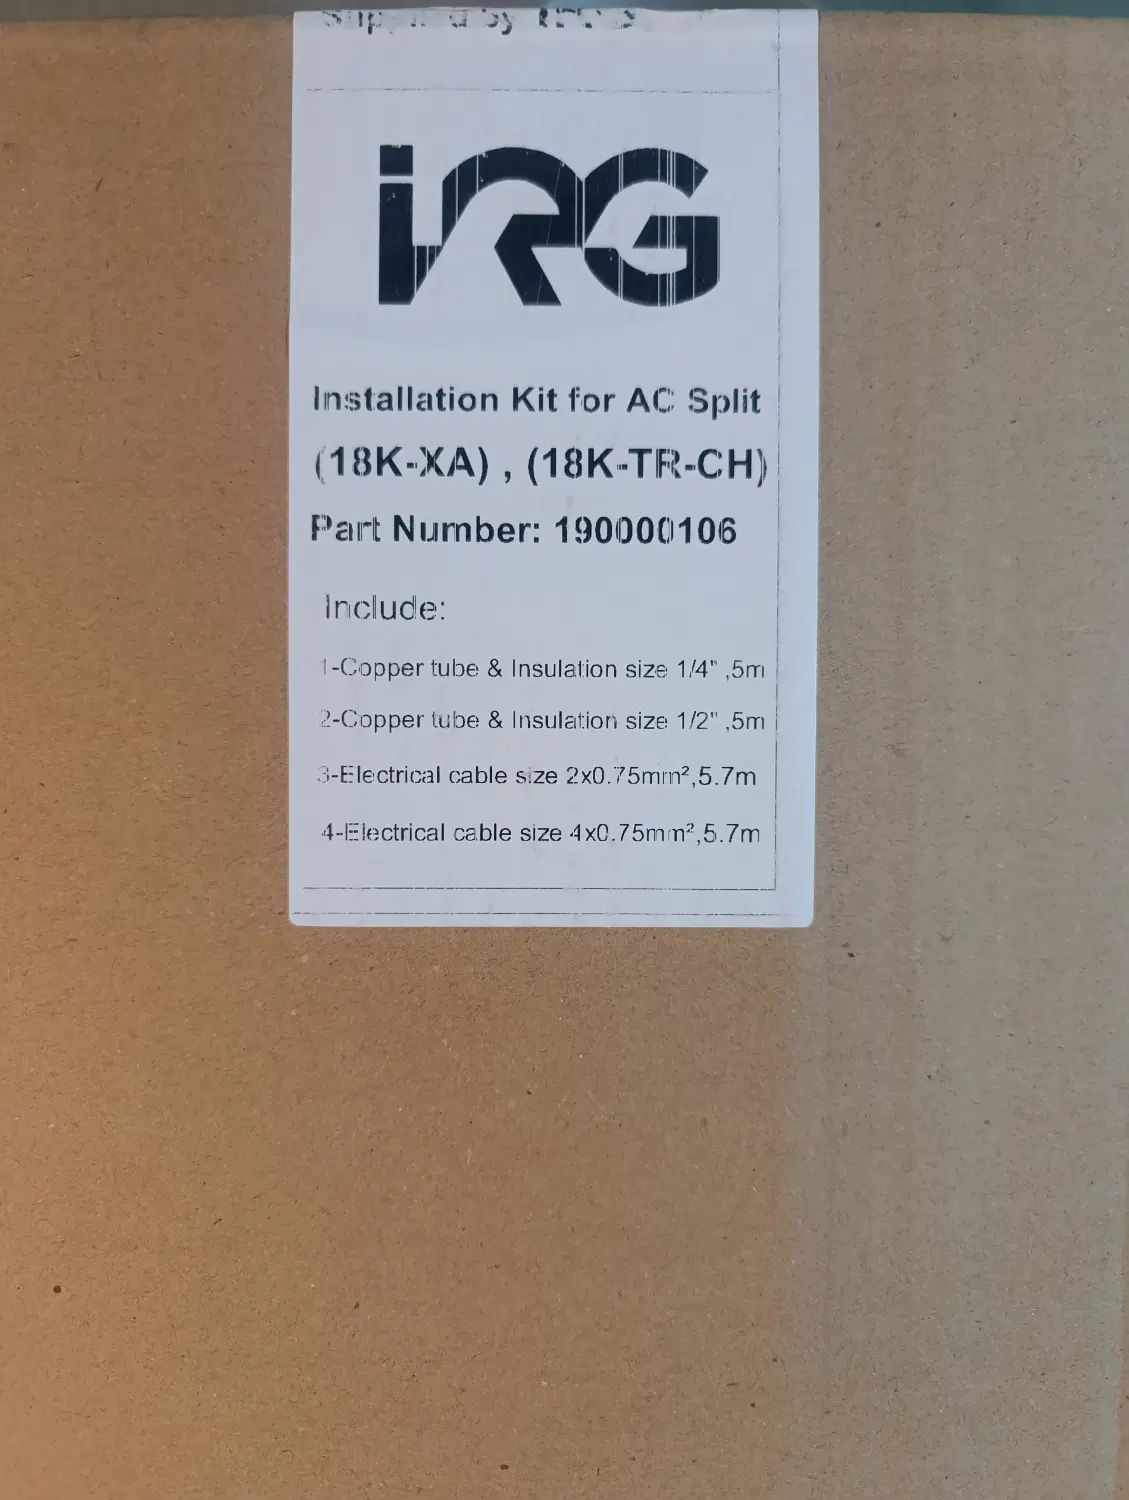 by
iRG
Installation Kit for AC Split
(18K-XA) , (18K-TR-CH)
Part Number: 190000106
Include:
1-Copper tube & Insulation size 1/4" ,5m
2-Copper tube & Insulation size 1/2" ,5m
3-Electrical cable size 2x0.75mm²,5.7m
4-Electrical cable size 4x0.75mm²,5.7m